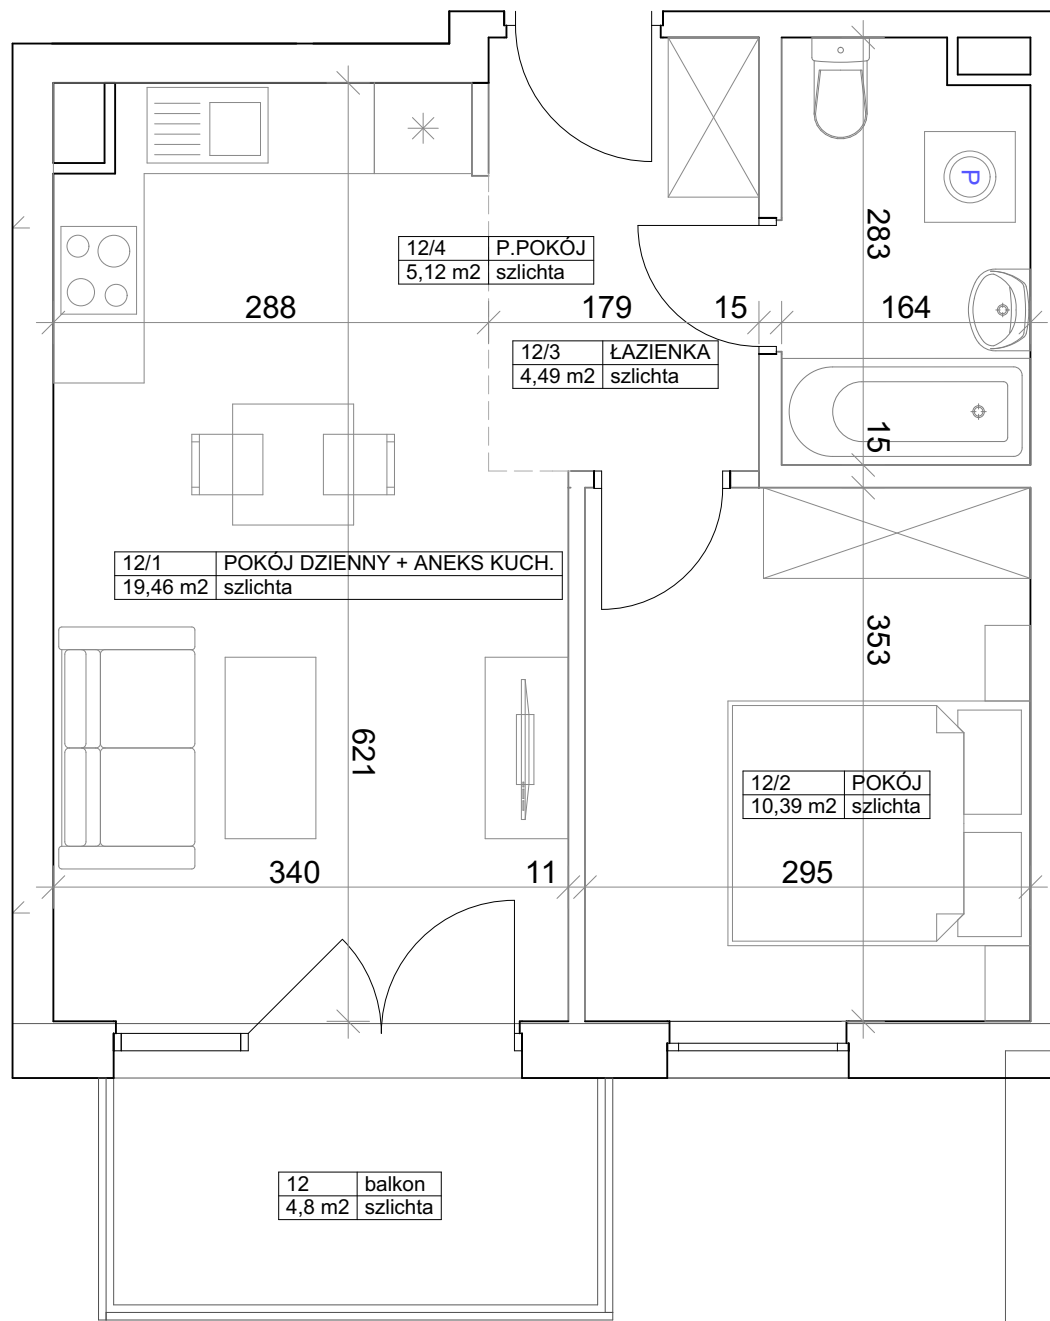 P
283
12/4 P.POKÓJ
5,12 m2 szlichta
288 179 15 164
12/3 ŁAZIENKA
4,49 m2 szlichta
15
12/1 POKÓJ DZIENNY + ANEKS KUCH.
19,46 m2 szlichta
353
621
12/2 POKÓJ
10,39 m2 szlichta
340 11 295
12 balkon
4,8 m2 szlichta